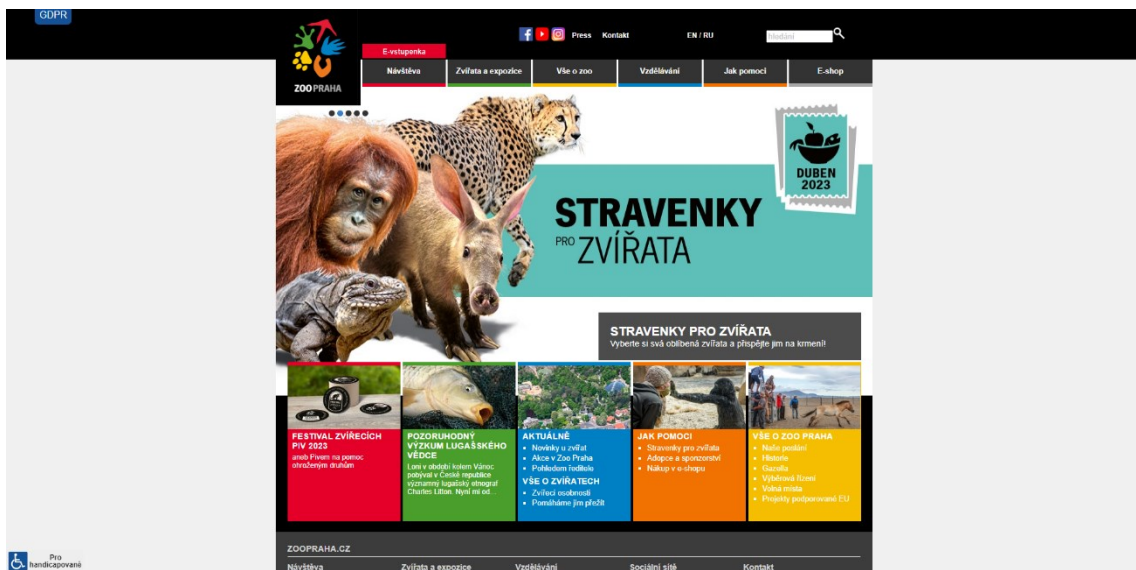 GDPR
ZOO PRAHA
Press Kontakt
EN / RU
hledání
E-vstupenka
Návštěva
Zvířata a expozice
Vše o zoo
Vzdělávání
Jak pomoci
E-shop
DUBEN
2023
STRAVENKY
PRO ZVÍŘATA
STRAVENKY PRO ZVÍŘATA
Vyberte si svá oblíbená zvířata a přispějte jim na krmení!
FESTIVAL ZVÍŘECÍCH
PIV 2023
aneb Pivem na pomoc
ohroženým druhům
POZORUHODNÝ
VÝZKUM LUGAŠSKÉHO
VĚDCE
Loni v období kolem Vánoc
pobýval v České republice
významný lugašský etnograf
Charles Litian. Nyní mi od...
AKTUÁLNĚ
Novinky u zvířat
Akce v Zoo Praha
Pohledem ředitele
VŠE O ZVÍŘATECH
Zvířecí osobnosti
Pomáháme jim přežít
JAK POMOCI
Stravenky pro zvířata
Adopce a sponzorství
Nákup v e-shopu
VŠE O ZOO PRAHA
Naše poslání
Historie
Gazella
Výběrová řízení
Volná místa
Projekty podporované EU
ZOOPRAHA.CZ
Návštěva
Zvířata a expozice
Vzdělávání
Sociální sítě
Kontakt
Pro
handicapované